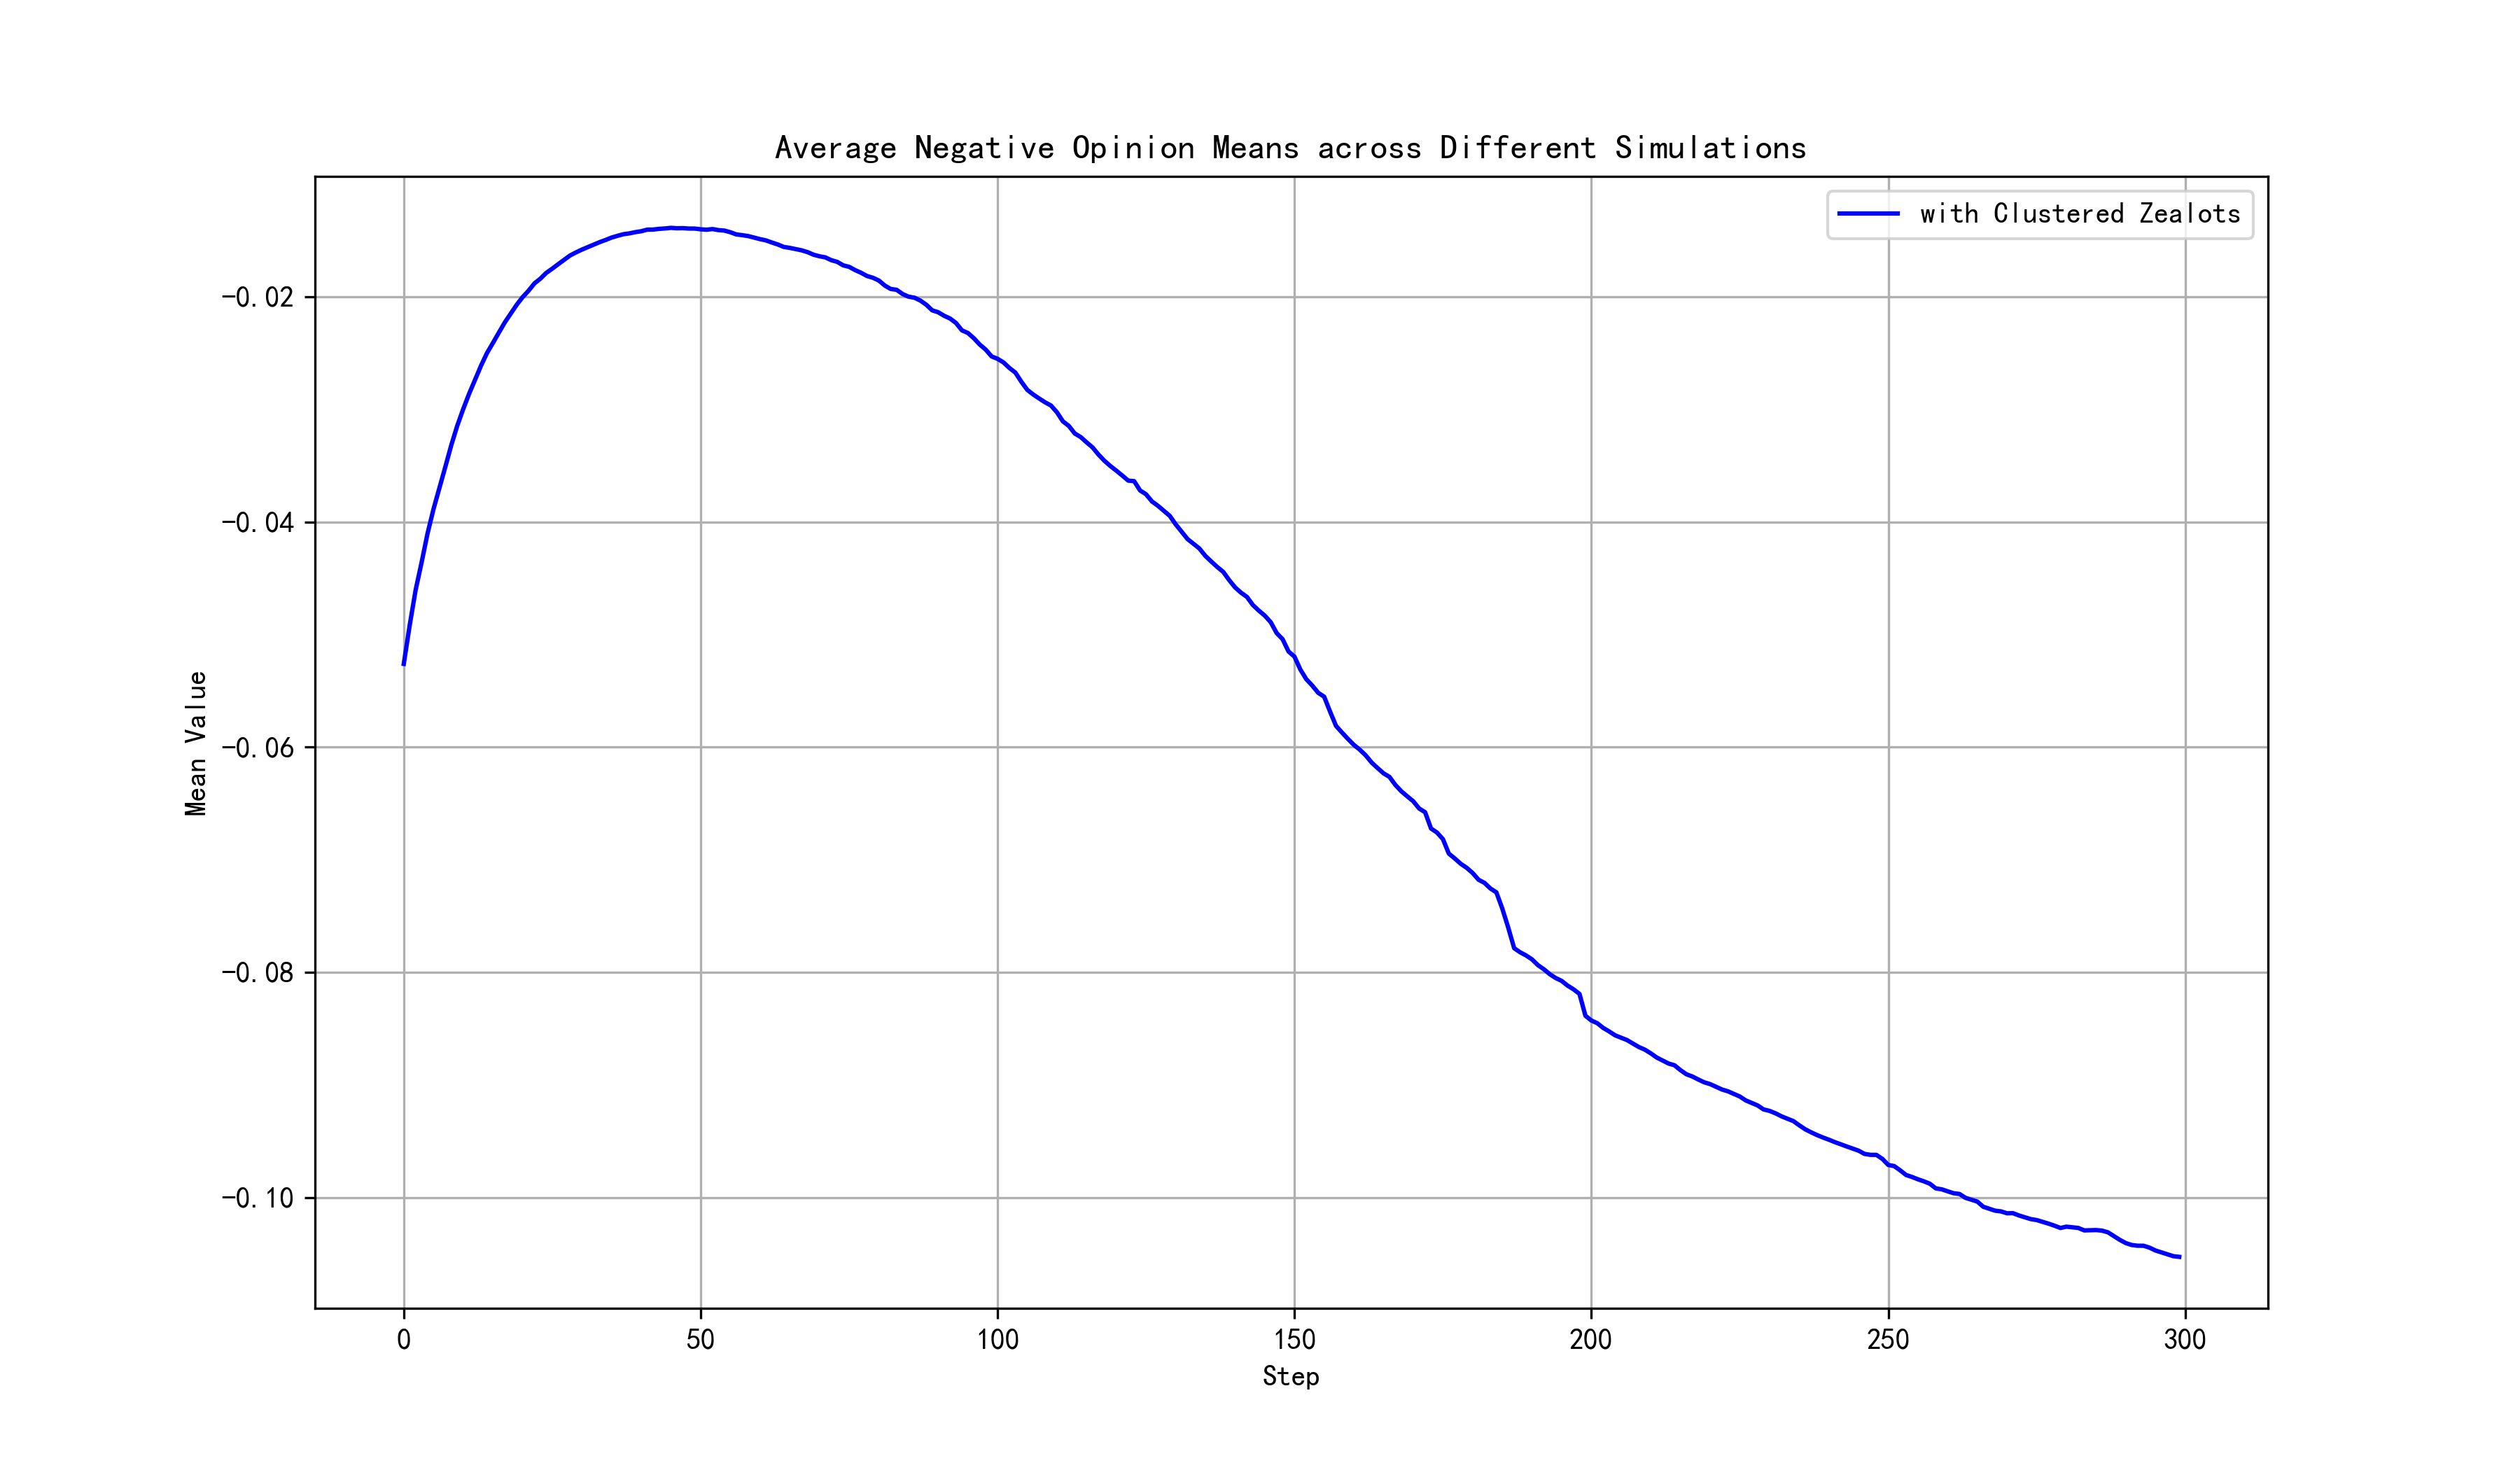 Average Negative Opinion Means across Different Simulations
with Clustered Zealots
Mean Value
−0.02
−0.04
−0.06
−0.08
−0.10
0 50 100 150 200 250 300
Step